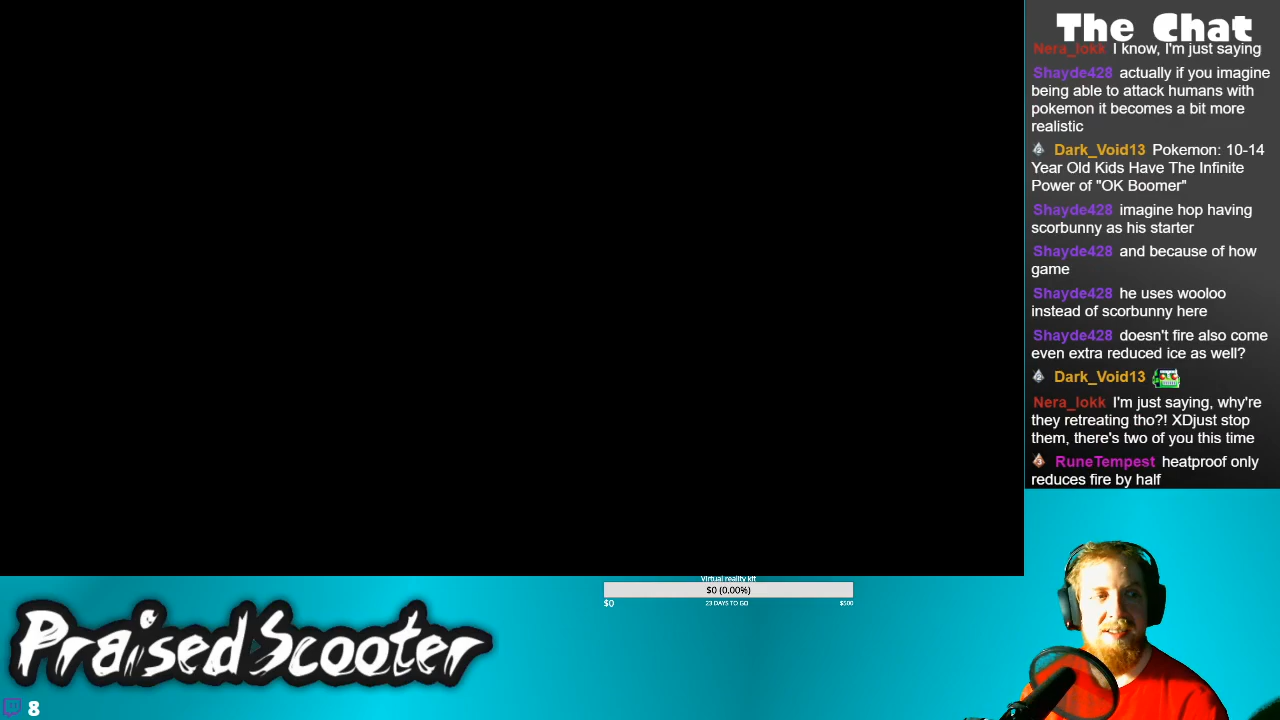 The Chat
Nera_lokk I know, I'm just saying
Shayde428 actually if you imagine
being able to attack humans with
pokemon it becomes a bit more
realistic
Dark_Void13 Pokemon: 10-14
Year Old Kids Have The Infinite
Power of "OK Boomer"
Shayde428 imagine hop having
scorbunny as his starter
Shayde428 and because of how
game
Shayde428 he uses wooloo
instead of scorbunny here
Shayde428 doesn't fire also come
even extra reduced ice as well?
Dark_Void13
Nera_lokk I'm just saying, why're
they retreating tho?! XDjust stop
them, there's two of you this time
RuneTempest heatproof only
reduces fire by half
Virtual reality kit
$0 (0.00%)
$0 23 DAYS TO GO $500
PraisedScooter
8